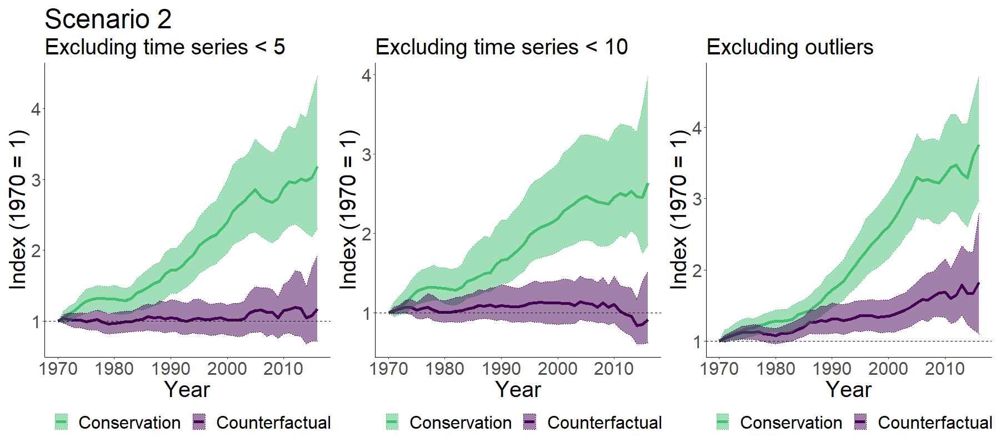 Scenario 2
Excluding time series < 5
Excluding time series < 10
Excluding outliers
Index (1970 = 1)
4
3
2
1
1970 1980 1990 2000 2010
Year
Conservation Counterfactual
Index (1970 = 1)
4
3
2
1
1970 1980 1990 2000 2010
Year
Conservation Counterfactual
Index (1970 = 1)
4
3
2
1
1970 1980 1990 2000 2010
Year
Conservation Counterfactual